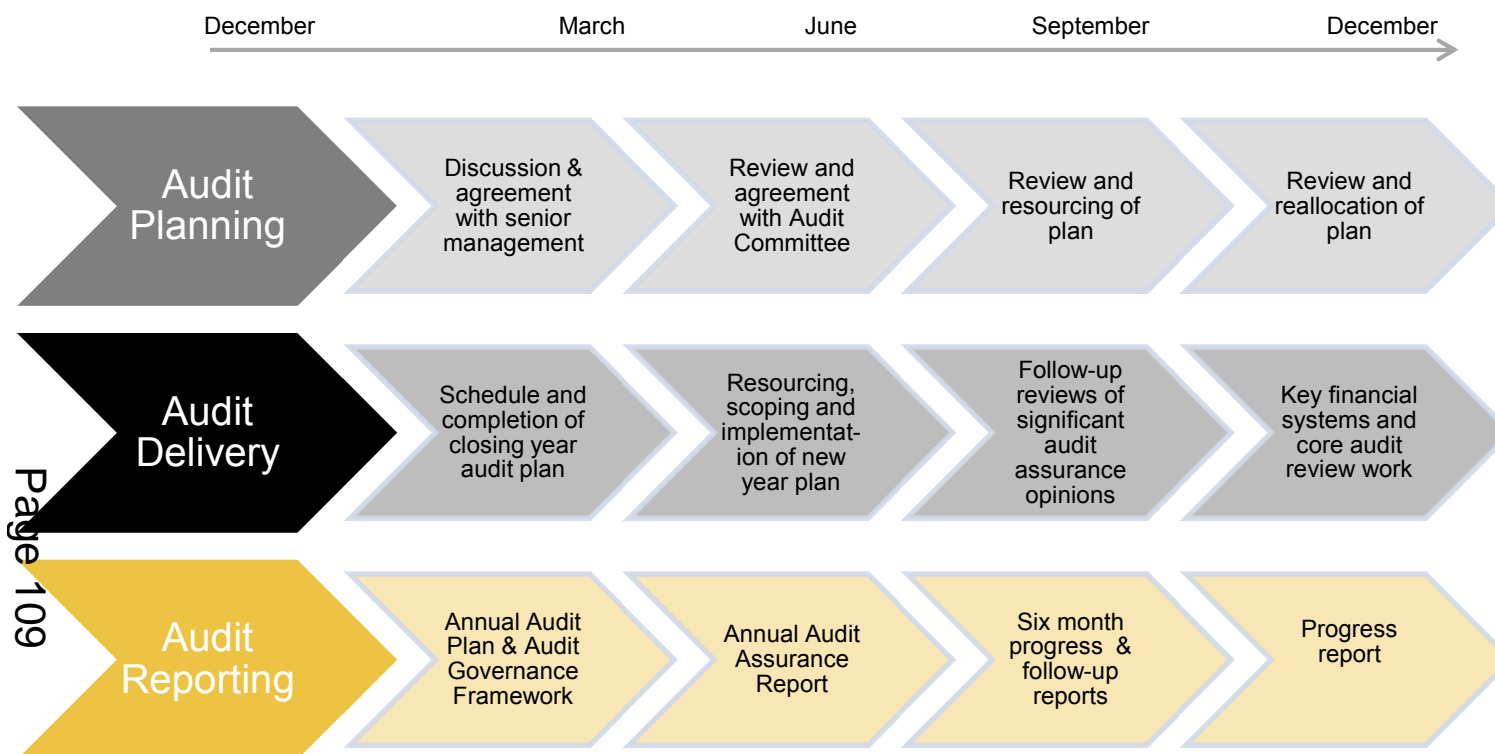 December March June September December
Audit
Planning
Discussion &
agreement
with senior
management
Review and
agreement
with Audit
Committee
Review and
resourcing of
plan
Review and
reallocation of
plan
Audit
Delivery
Schedule and
completion of
closing year
audit plan
Resourcing,
scoping and
implementat-
ion of new
year plan
Follow-up
reviews of
significant
audit
assurance
opinions
Key financial
systems and
core audit
review work
Page 109
Audit
Reporting
Annual Audit
Plan & Audit
Governance
Framework
Annual Audit
Assurance
Report
Six month
progress &
follow-up
reports
Progress
report